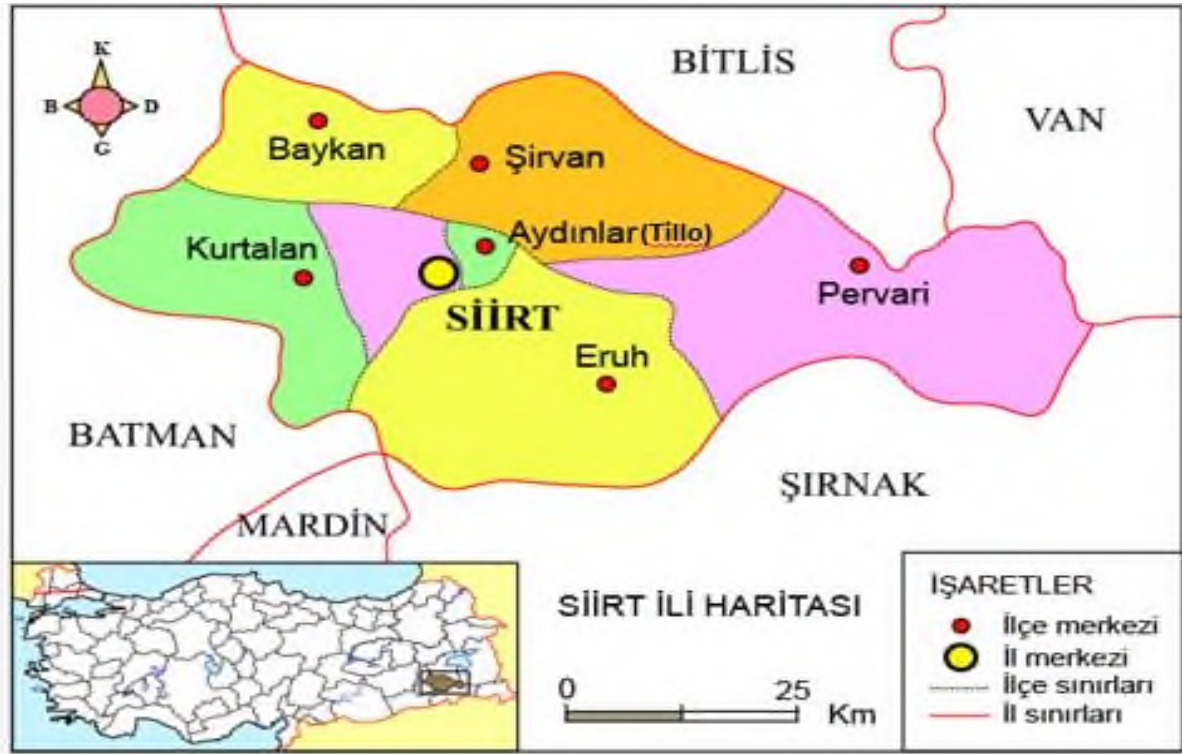 K
B D
G
BİTLİS
VAN
Baykan
Şirvan
Aydınlar(Tillo)
Kurtalan
Pervari
SİİRT
Eruh
BATMAN
ŞIRNAK
MARDİN
SİİRT İLİ HARİTASI
0 25
Km
İŞARETLER
İlçe merkezi
İl merkezi
İlçe sınırları
İl sınırları